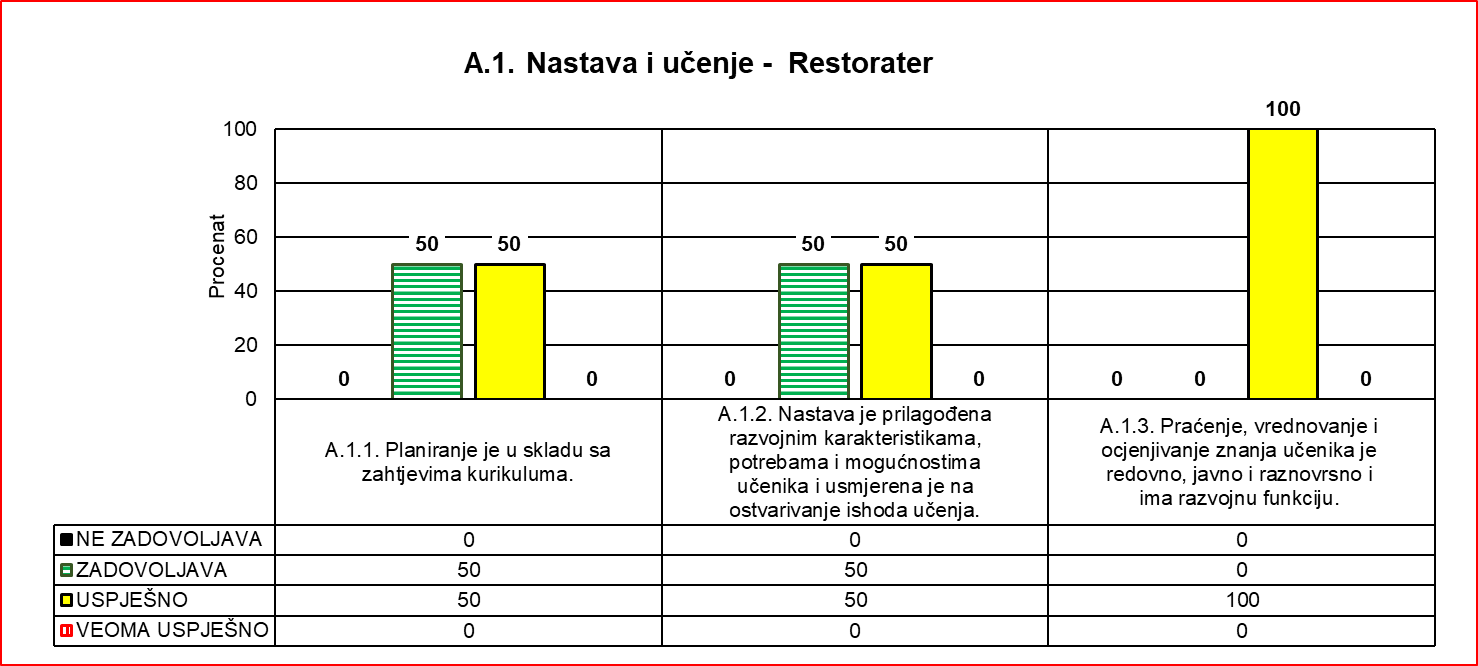 A.1. Nastava i učenje -  Restorater
100
100
80
60
40
20
0
Procenat
0
50
50
0
0
50
50
0
0
0
0
A.1.1. Planiranje je u skladu sa
zahtjevima kurikuluma.
A.1.2. Nastava je prilagođena
razvojnim karakteristikama,
potrebama i mogućnostima
učenika i usmjerena je na
ostvarivanje ishoda učenja.
A.1.3. Praćenje, vrednovanje i
ocjenjivanje znanja učenika je
redovno, javno i raznovrsno i
ima razvojnu funkciju.
NE ZADOVOLJAVA 0 0 0
ZADOVOLJAVA 50 50 0
USPJEŠNO 50 50 100
VEOMA USPJEŠNO 0 0 0